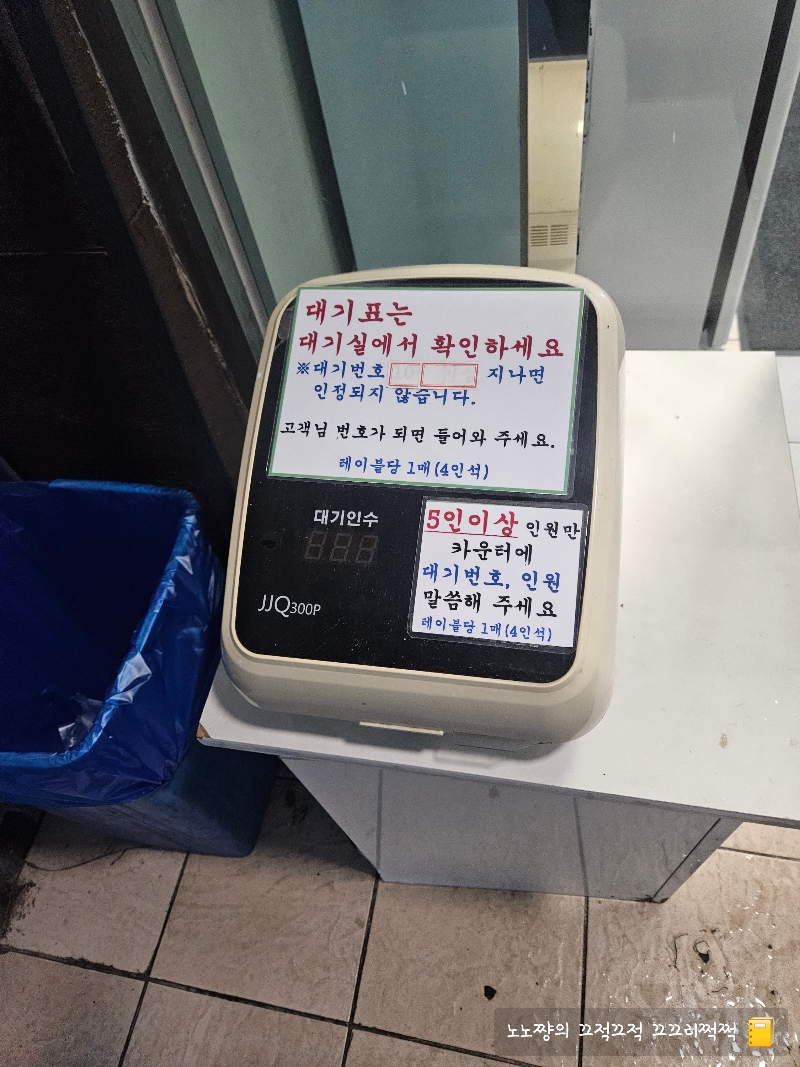 대기표는
대기실에서 확인하세요
※대기번호 지나면
인정되지 않습니다.
고객님 번호가 되면 들어와 주세요.
테이블당 1매(4인석)
대기인수
JJQ300P
5인이상 인원만
카운터에
대기번호, 인원
말씀해 주세요
테이블당 1매(4인석)
노노쨩의 끄적끄적 끄끄레쩍쩍